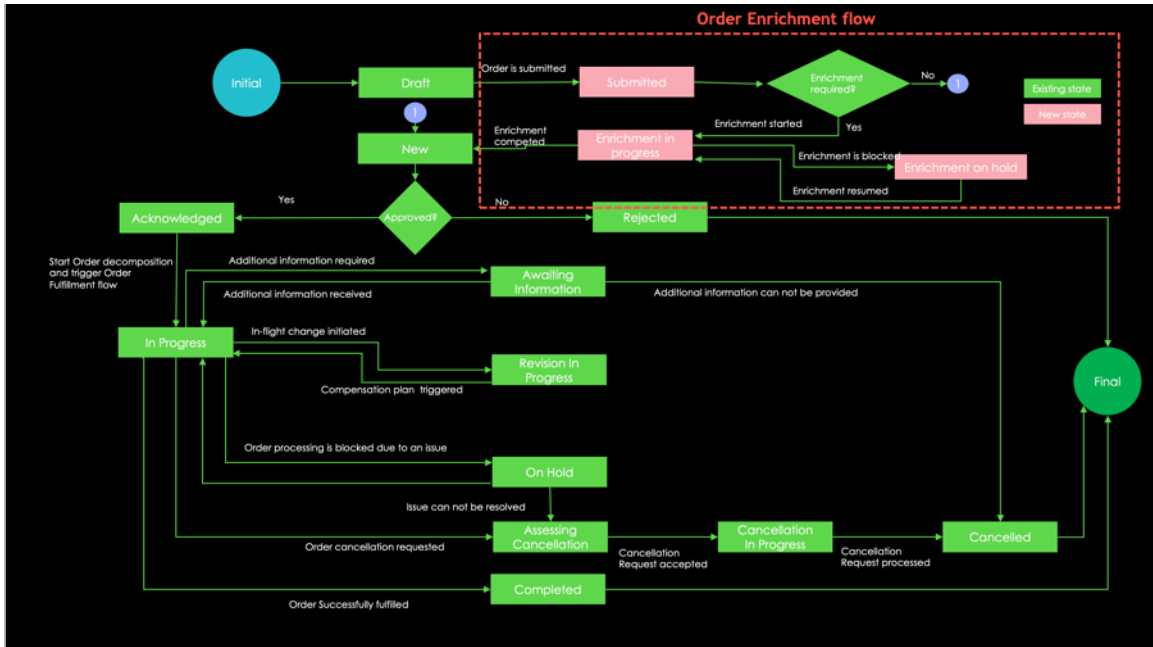 Order Enrichment flow
Initial
Draft
Order is submitted
Submitted
Enrichment
required?
No
1
Existing state
New state
1
Enrichment started
Yes
Enrichment
competed
New
Enrichment in
progress
Enrichment is blocked
Enrichment on hold
Enrichment resumed
Yes
Acknowledged
Approved?
No
Rejected
Start Order decomposition
and trigger Order
Fulfillment flow
Additional information required
Awaiting
Information
Additional information received
Additional information can not be provided
In Progress
In-flight change initiated
Revision In
Progress
Compensation plan triggered
Final
Order processing is blocked due to an issue
On Hold
Issue can not be resolved
Assessing
Cancellation
Order cancellation requested
Cancellation
Request accepted
Cancellation
In Progress
Cancellation
Request processed
Cancelled
Completed
Order Successfully fulfilled